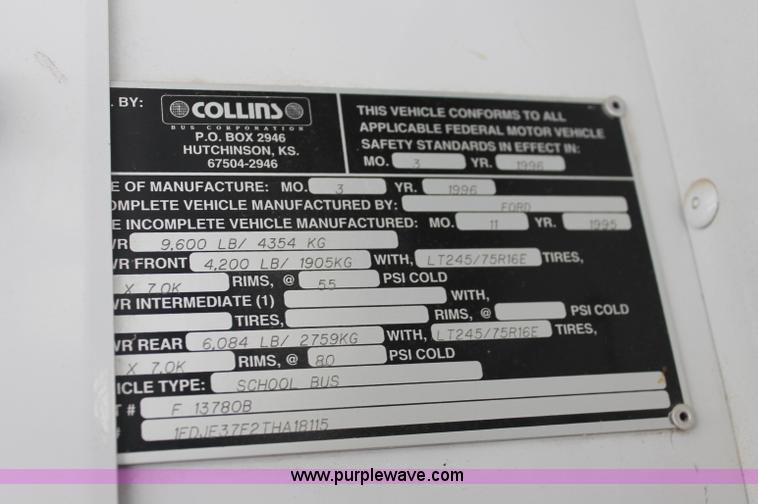 . BY:
COLLINS
BUS CORPORATION
P.O. BOX 2946
HUTCHINSON, KS.
67504-2946
THIS VEHICLE CONFORMS TO ALL
APPLICABLE FEDERAL MOTOR VEHICLE
SAFETY STANDARDS IN EFFECT IN:
MO. 3 YR. 1996
E OF MANUFACTURE: MO. 3 YR. 1996
OMPLETE VEHICLE MANUFACTURED BY: FORD
E INCOMPLETE VEHICLE MANUFACTURED: MO. 11 YR. 1995
VR 9,600 LB/ 4354 KG
WR FRONT 4,200 LB/ 1905KG WITH, LT245/75R16E TIRES,
X 7.0K RIMS, @ 55 PSI COLD
WR INTERMEDIATE (1) WITH,
TIRES, RIMS, @ PSI COLD
WR REAR 6,084 LB/ 2759KG WITH, LT245/75R16E TIRES,
X 7.0K RIMS, @ 80 PSI COLD
ICLE TYPE: SCHOOL BUS
T # F 13780B
# 1FDJE37F2THA18115
www.purplewave.com